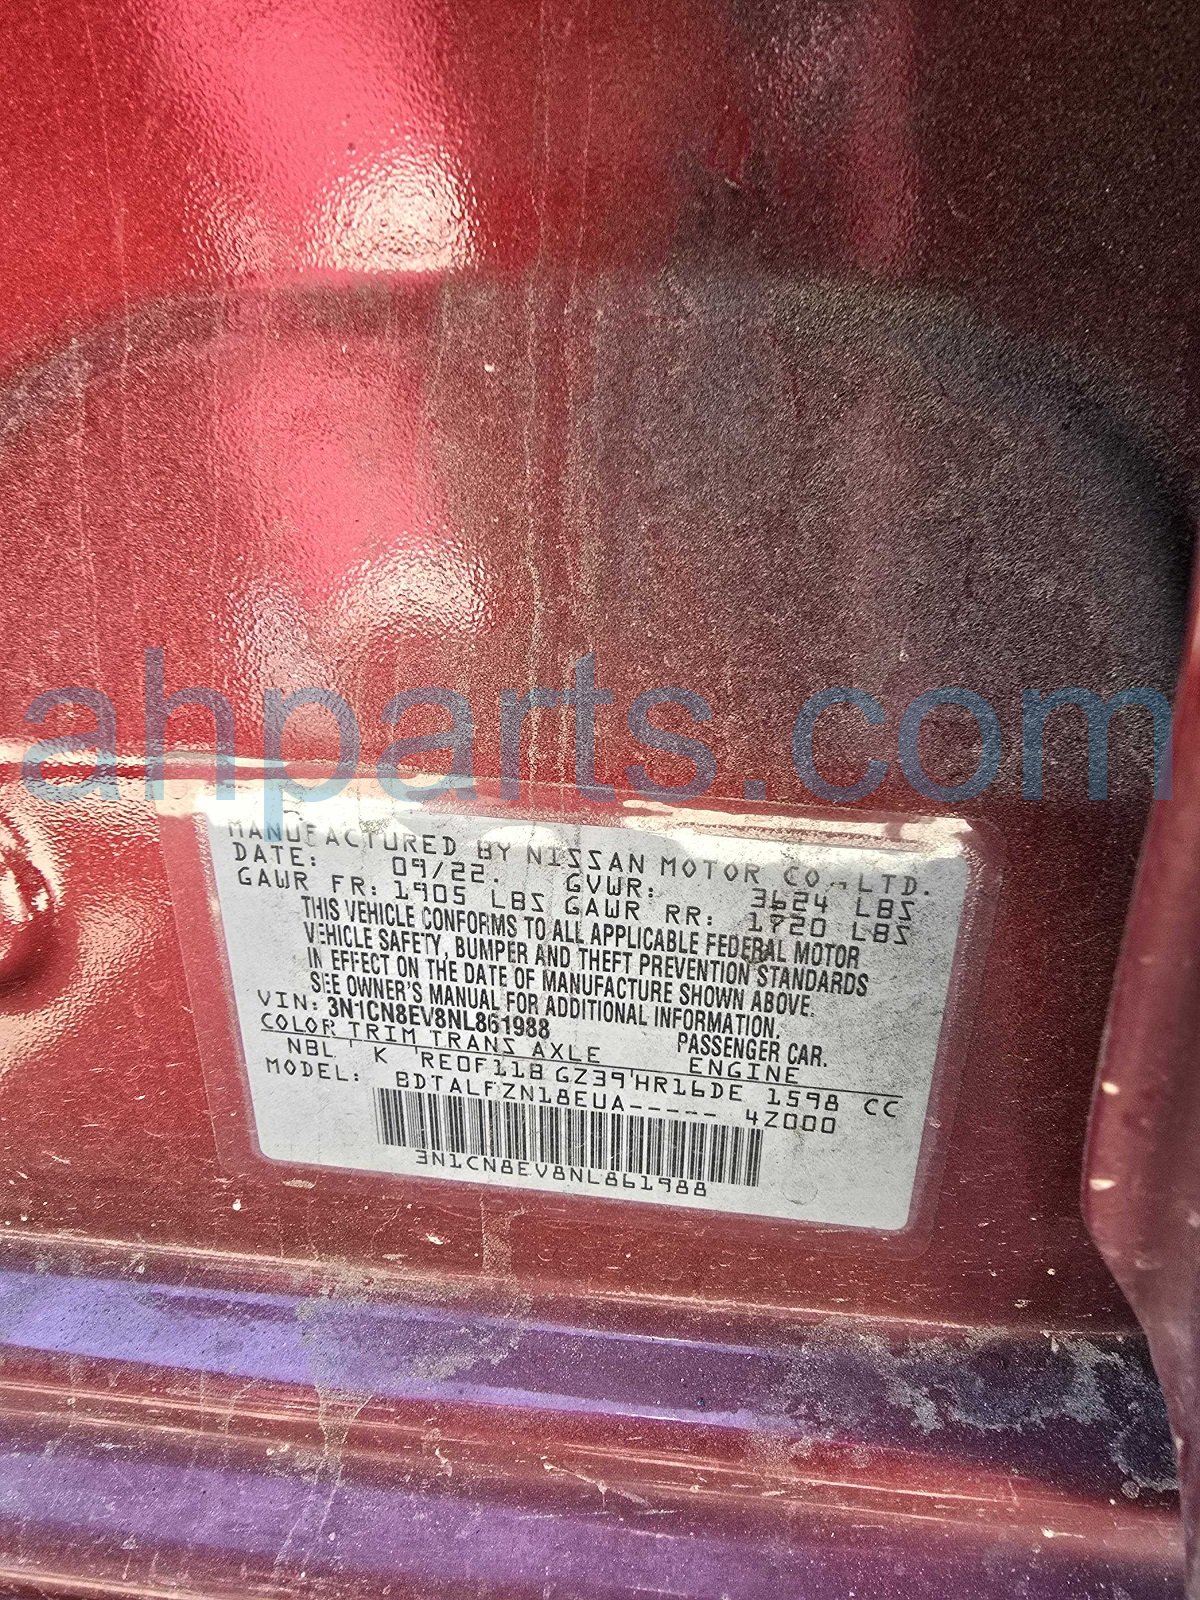 ahparts.com
MANUFACTURED BY NISSAN MOTOR CO.,LTD.
DATE: 09/22. GVWR: 3624 LBS
GAWR FR: 1905 LBS GAWR RR: 1720 LBS
THIS VEHICLE CONFORMS TO ALL APPLICABLE FEDERAL MOTOR
VEHICLE SAFETY, BUMPER AND THEFT PREVENTION STANDARDS
IN EFFECT ON THE DATE OF MANUFACTURE SHOWN ABOVE.
SEE OWNER'S MANUAL FOR ADDITIONAL INFORMATION.
VIN: 3N1CN8EV8NL861988 PASSENGER CAR.
COLOR TRIM TRANS AXLE ENGINE
NBL K RE0F11B GZ39 HR16DE 1598 CC
MODEL: BDTALFZN18EUA----- 4Z000
3N1CN8EV8NL861988